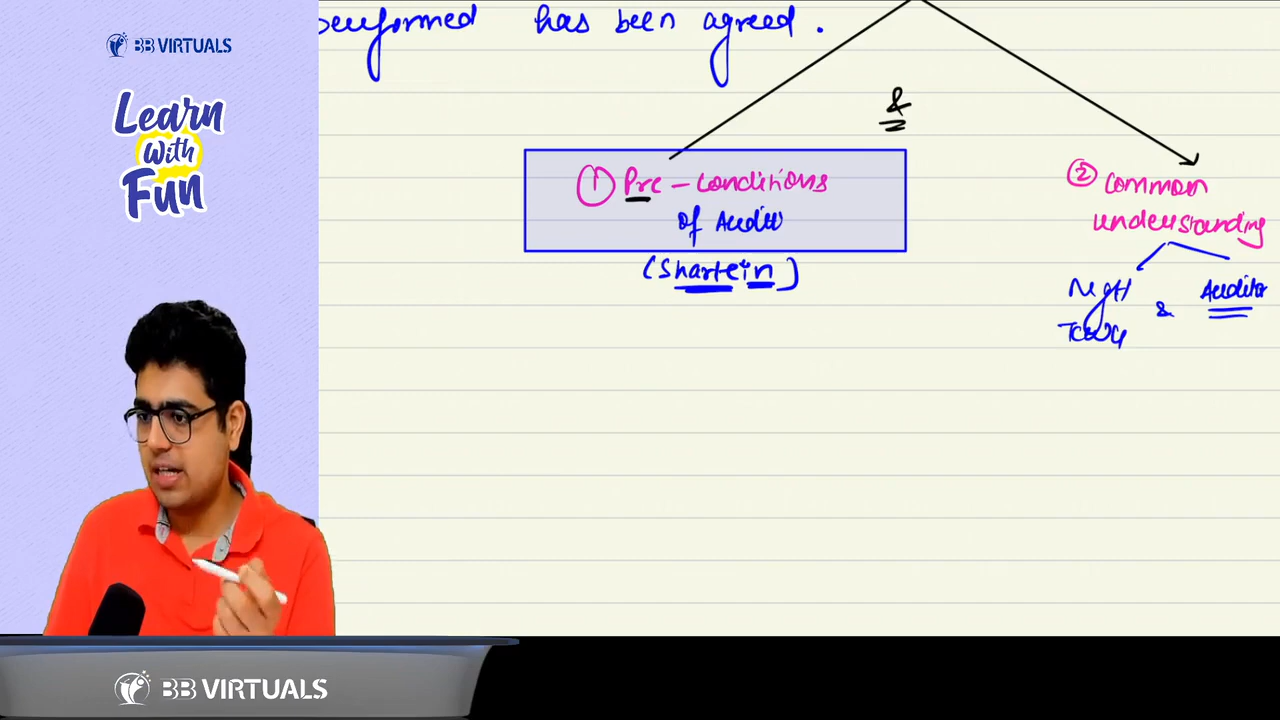 BB VIRTUALS
Learn
With
Fun
performed has been agreed.
&
① Pre-conditions
of Audit
(Shartein)
② Common
understanding
Mgt
TCWG
&
Auditor
BB VIRTUALS